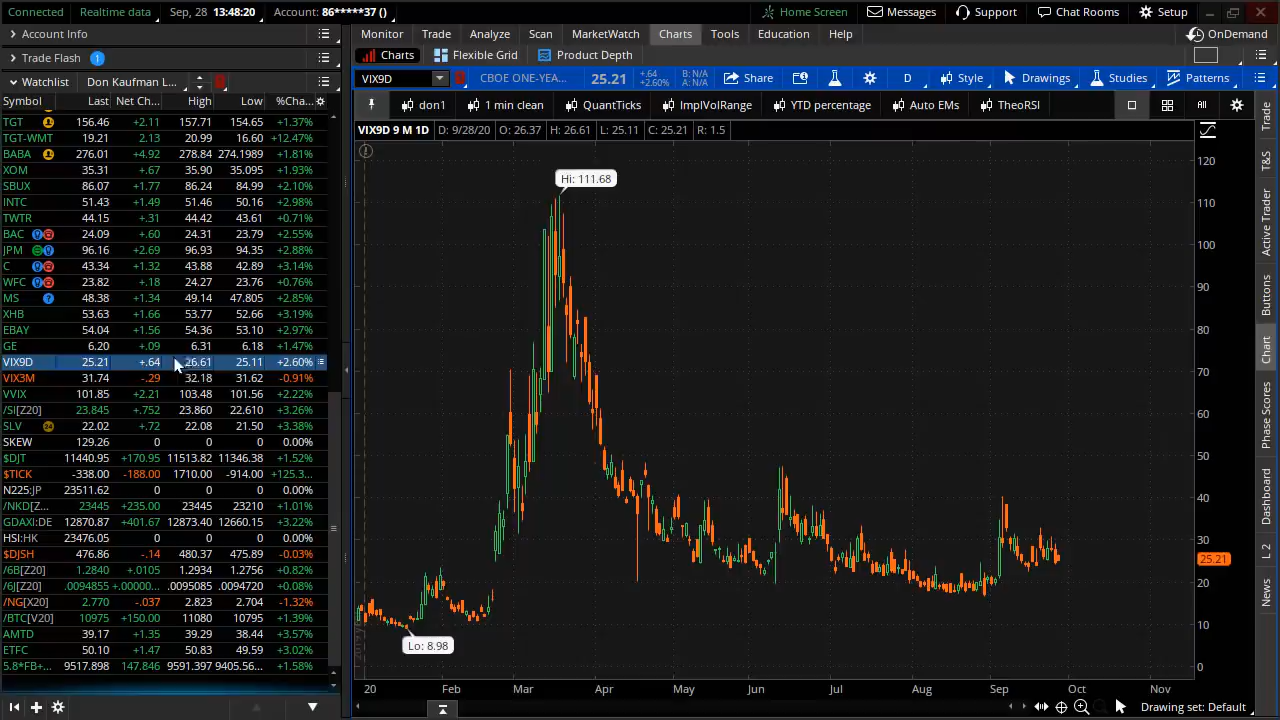 Connected Realtime data Sep, 28 13:48:20 Account: 86*****37 () Home Screen Messages Support Chat Rooms Setup
Account Info
Trade Flash 1
Watchlist Don Kaufman L...
Symbol Last Net Ch... High Low %Cha...
TGT 156.46 +2.11 157.71 154.65 +1.37%
TGT-WMT 19.21 2.13 20.99 16.60 +12.47%
BABA 276.01 +4.92 278.84 274.1989 +1.81%
XOM 35.31 +.67 35.90 35.095 +1.93%
SBUX 86.07 +1.77 86.24 84.99 +2.10%
INTC 51.43 +1.49 51.46 50.16 +2.98%
TWTR 44.15 +.31 44.42 43.61 +0.71%
BAC 24.09 +.60 24.31 23.79 +2.55%
JPM 96.16 +2.69 96.93 94.35 +2.88%
C 43.34 +1.32 43.88 42.89 +3.14%
WFC 23.82 +.18 24.27 23.76 +0.76%
MS 48.38 +1.34 49.14 47.805 +2.85%
XHB 53.63 +1.66 53.77 52.66 +3.19%
EBAY 54.04 +1.56 54.36 53.10 +2.97%
GE 6.20 +.09 6.31 6.18 +1.47%
VIX9D 25.21 +.64 26.61 25.11 +2.60%
VIX3M 31.74 -.29 32.18 31.62 -0.91%
VVIX 101.85 +2.21 103.48 101.56 +2.22%
/SI[Z20] 23.845 +.752 23.860 22.610 +3.26%
SLV 22.02 +.72 22.08 21.50 +3.38%
SKEW 129.26 0 0 0 0.00%
$DJT 11440.95 +170.95 11513.82 11346.38 +1.52%
$TICK -338.00 -188.00 1710.00 -914.00 +125.3...
N225:JP 23511.62 0 0 0 0.00%
/NKD[Z... 23445 +235.00 23445 23210 +1.01%
GDAXI:DE 12870.87 +401.67 12873.40 12660.15 +3.22%
HSI:HK 23476.05 0 0 0 0.00%
$DJSH 476.86 -.14 480.37 475.89 -0.03%
/6B[Z20] 1.2840 +.0105 1.2934 1.2756 +0.82%
/6J[Z20] .0094855 +.00000... .0095095 .0094720 +0.08%
/NG[X20] 2.770 -.037 2.823 2.704 -1.32%
/BTC[V20] 10975 +150.00 11080 10795 +1.39%
AMTD 39.17 +1.35 39.29 38.44 +3.57%
ETFC 50.10 +1.47 50.83 49.59 +3.02%
5.8*FB+... 9517.898 147.846 9591.397 9405.56... +1.58%
Monitor Trade Analyze Scan MarketWatch Charts Tools Education Help OnDemand
Charts Flexible Grid Product Depth
VIX9D CBOE ONE-YEA... 25.21 +.64 +2.60% B: N/A A: N/A Share D Style Drawings Studies Patterns
don1 1 min clean QuantTicks ImplVolRange YTD percentage Auto EMs TheoRSI All
VIX9D 9 M 1D D: 9/28/20 O: 26.37 H: 26.61 L: 25.11 C: 25.21 R: 1.5
Hi: 111.68
Lo: 8.98
120
110
100
90
80
70
60
50
40
30
25.21
20
10
0
20 Feb Mar Apr May Jun Jul Aug Sep Oct Nov
Drawing set: Default
Trade
T&S
Active Trader
Buttons
Chart
Phase Scores
Dashboard
L 2
News